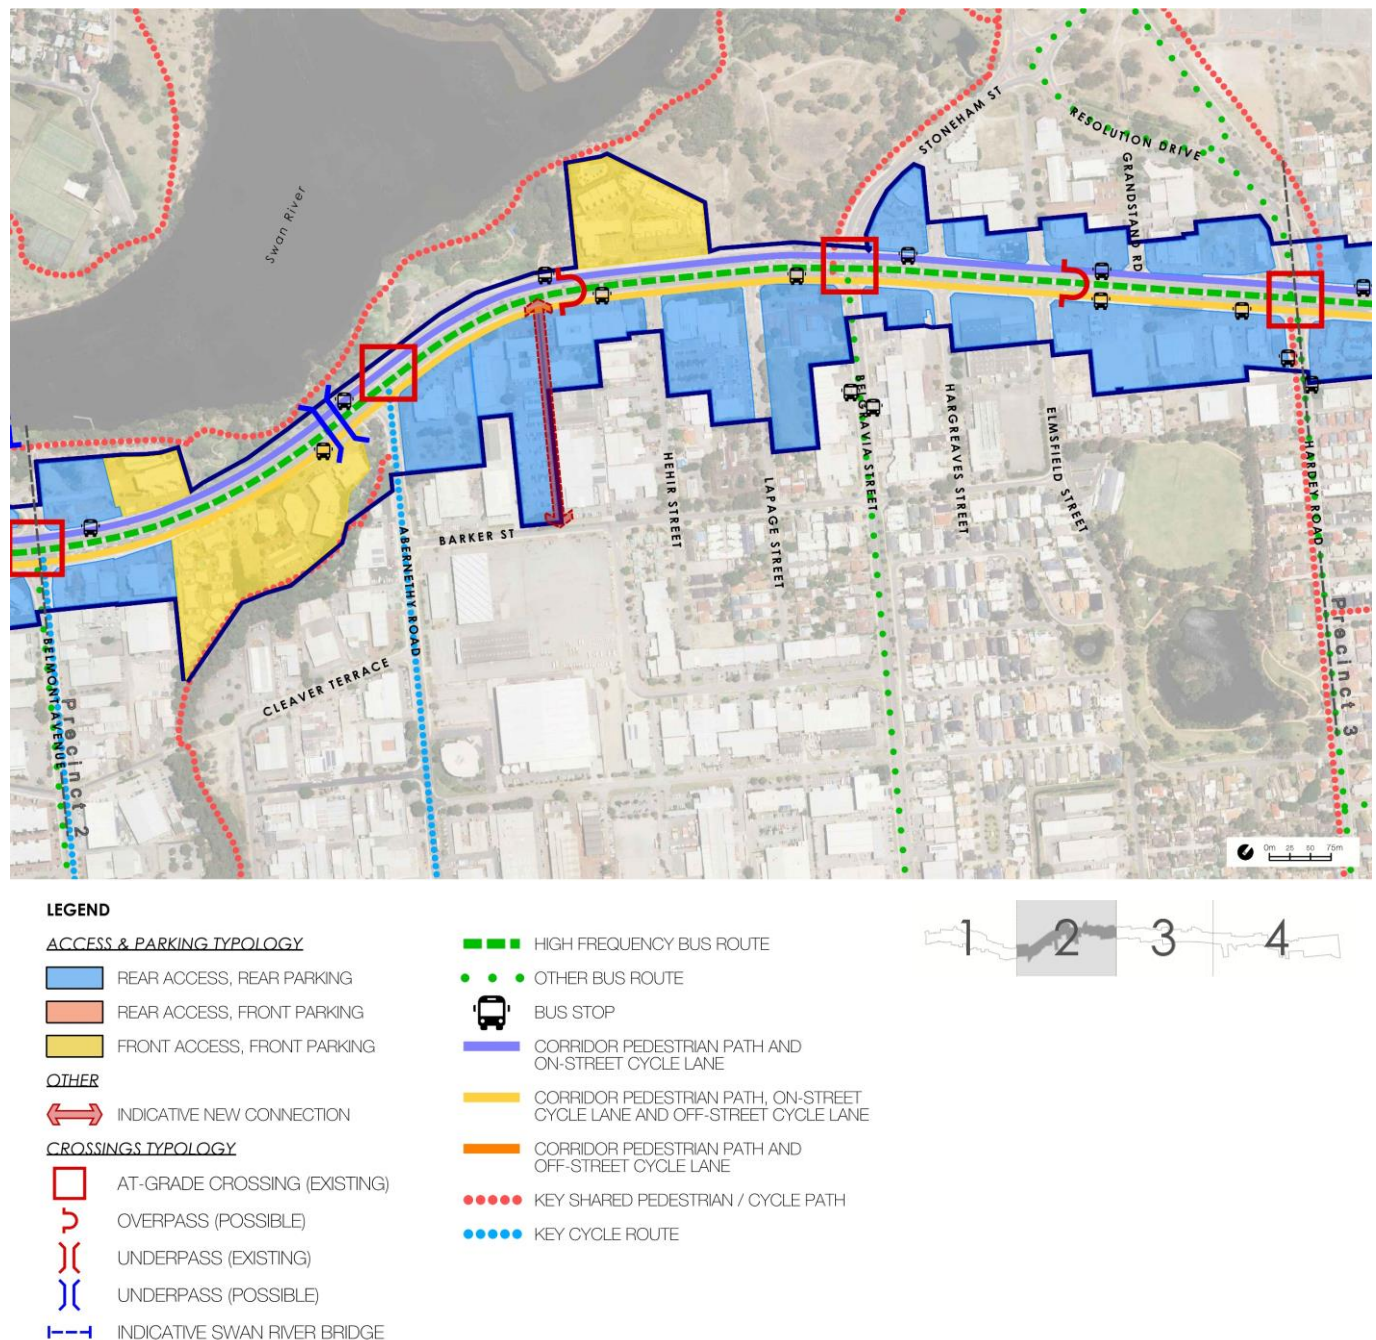 STONEHAM ST
RESOLUTION DRIVE
GRANDSTAND RD
Swan River
BELGRAVIA STREET
HARGREAVES STREET
ELMSFIELD STREET
HARDEY ROAD
HEHIR STREET
LAPAGE STREET
BARKER ST
ABERNETHY ROAD
CLEAVER TERRACE
BELMONT AVENUE
Precinct 2
Precinct 3
0m 25 50 75m
LEGEND
ACCESS & PARKING TYPOLOGY
REAR ACCESS, REAR PARKING
REAR ACCESS, FRONT PARKING
FRONT ACCESS, FRONT PARKING
OTHER
INDICATIVE NEW CONNECTION
CROSSINGS TYPOLOGY
AT-GRADE CROSSING (EXISTING)
OVERPASS (POSSIBLE)
UNDERPASS (EXISTING)
UNDERPASS (POSSIBLE)
INDICATIVE SWAN RIVER BRIDGE
HIGH FREQUENCY BUS ROUTE
OTHER BUS ROUTE
BUS STOP
CORRIDOR PEDESTRIAN PATH AND
ON-STREET CYCLE LANE
CORRIDOR PEDESTRIAN PATH, ON-STREET
CYCLE LANE AND OFF-STREET CYCLE LANE
CORRIDOR PEDESTRIAN PATH AND
OFF-STREET CYCLE LANE
KEY SHARED PEDESTRIAN / CYCLE PATH
KEY CYCLE ROUTE
1 2 3 4